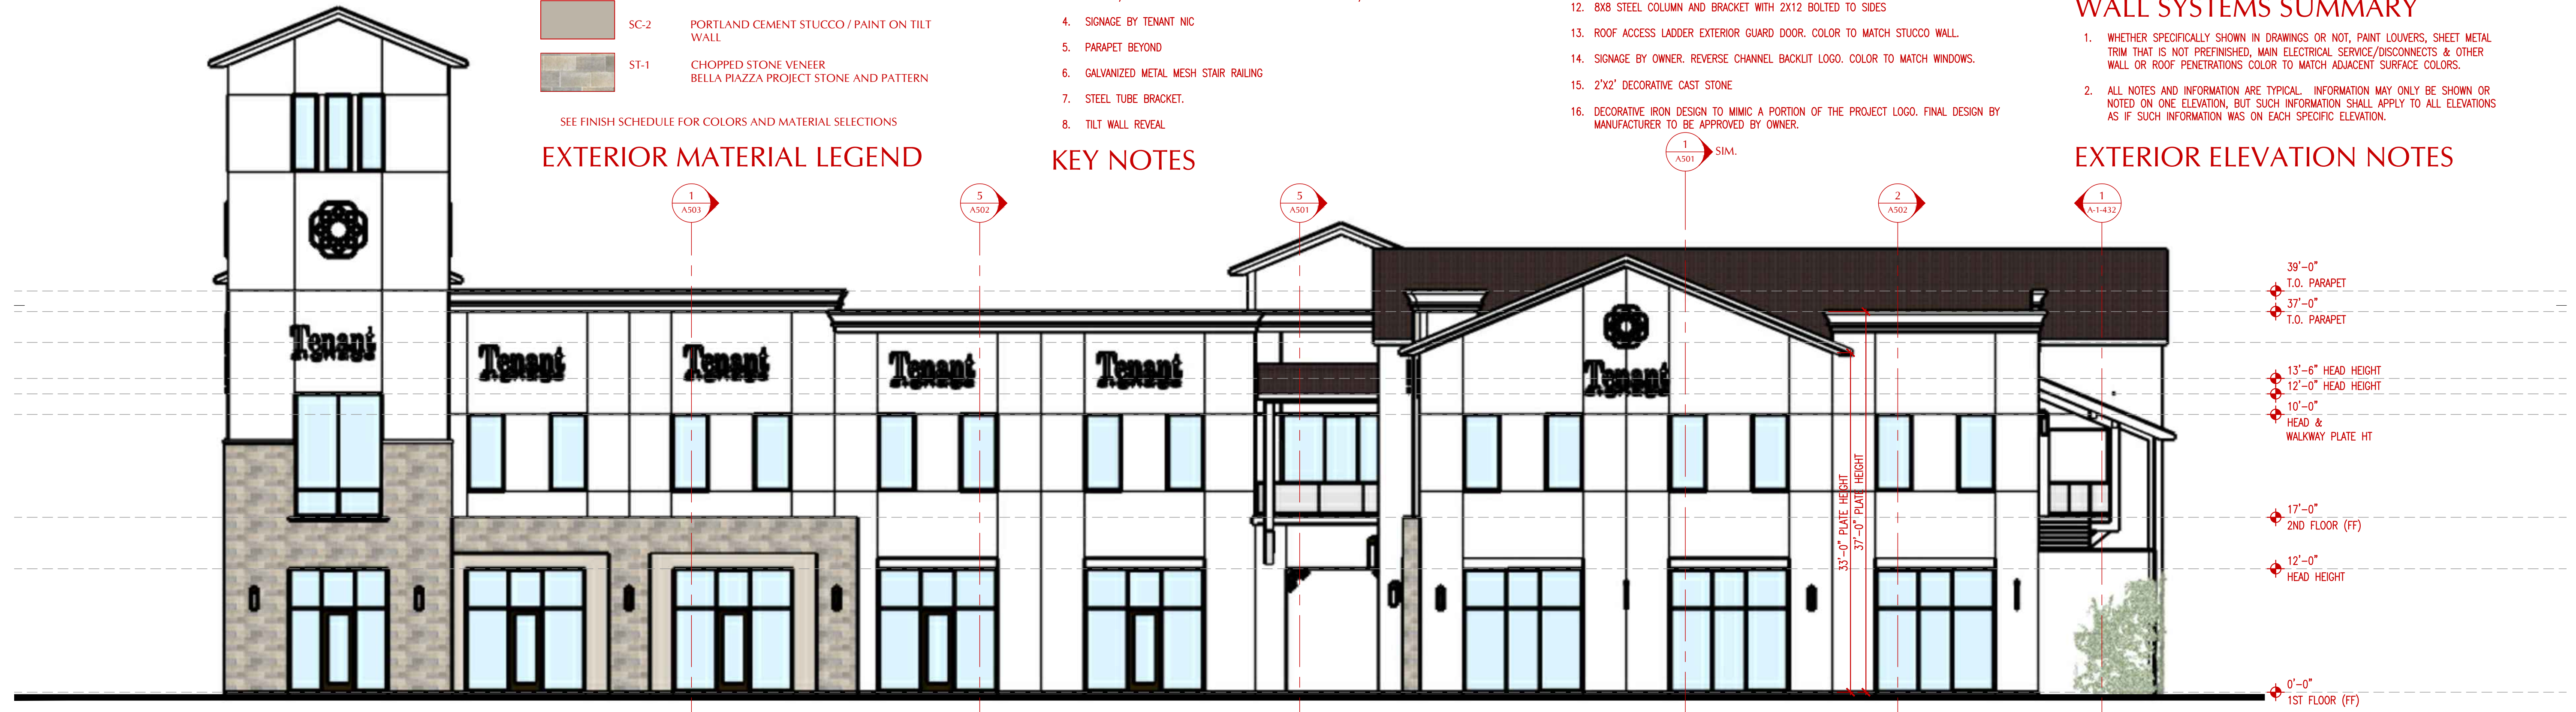 SC-2 PORTLAND CEMENT STUCCO / PAINT ON TILT
WALL
ST-1 CHOPPED STONE VENEER
BELLA PIAZZA PROJECT STONE AND PATTERN
SEE FINISH SCHEDULE FOR COLORS AND MATERIAL SELECTIONS
EXTERIOR MATERIAL LEGEND
4. SIGNAGE BY TENANT NIC
5. PARAPET BEYOND
6. GALVANIZED METAL MESH STAIR RAILING
7. STEEL TUBE BRACKET.
8. TILT WALL REVEAL
KEY NOTES
12. 8X8 STEEL COLUMN AND BRACKET WITH 2X12 BOLTED TO SIDES
13. ROOF ACCESS LADDER EXTERIOR GUARD DOOR. COLOR TO MATCH STUCCO WALL.
14. SIGNAGE BY OWNER. REVERSE CHANNEL BACKLIT LOGO. COLOR TO MATCH WINDOWS.
15. 2'X2' DECORATIVE CAST STONE
16. DECORATIVE IRON DESIGN TO MIMIC A PORTION OF THE PROJECT LOGO. FINAL DESIGN BY
MANUFACTURER TO BE APPROVED BY OWNER.
WALL SYSTEMS SUMMARY
1. WHETHER SPECIFICALLY SHOWN IN DRAWINGS OR NOT, PAINT LOUVERS, SHEET METAL
TRIM THAT IS NOT PREFINISHED, MAIN ELECTRICAL SERVICE/DISCONNECTS & OTHER
WALL OR ROOF PENETRATIONS COLOR TO MATCH ADJACENT SURFACE COLORS.
2. ALL NOTES AND INFORMATION ARE TYPICAL. INFORMATION MAY ONLY BE SHOWN OR
NOTED ON ONE ELEVATION, BUT SUCH INFORMATION SHALL APPLY TO ALL ELEVATIONS
AS IF SUCH INFORMATION WAS ON EACH SPECIFIC ELEVATION.
EXTERIOR ELEVATION NOTES
1
A503
5
A502
5
A501
1
A501
SIM.
2
A502
1
A-1-432
Tenant
Signage
Tenant
Signage
Tenant
Signage
Tenant
Signage
Tenant
Signage
Tenant
Signage
33'-0" PLATE HEIGHT
37'-0" PLATE HEIGHT
39'-0"
T.O. PARAPET
37'-0"
T.O. PARAPET
13'-6" HEAD HEIGHT
12'-0" HEAD HEIGHT
10'-0"
HEAD &
WALKWAY PLATE HT
17'-0"
2ND FLOOR (FF)
12'-0"
HEAD HEIGHT
0'-0"
1ST FLOOR (FF)